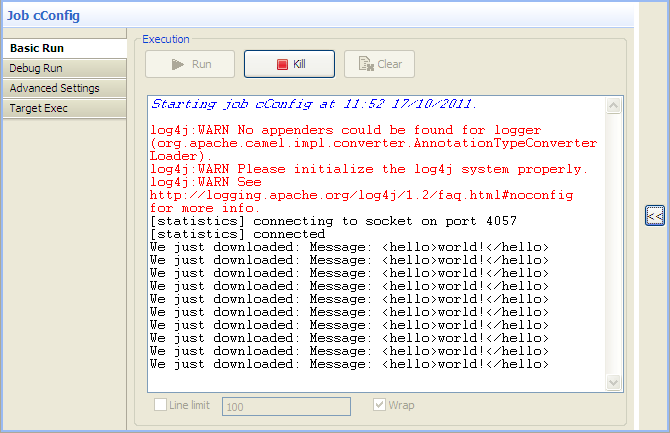 Job cConfig
Basic Run
Debug Run
Advanced Settings
Target Exec
Execution
Run
Kill
Clear
Starting job cConfig at 11:52 17/10/2011.
log4j:WARN No appenders could be found for logger
(org.apache.camel.impl.converter.AnnotationTypeConverter
Loader).
log4j:WARN Please initialize the log4j system properly.
log4j:WARN See
http://logging.apache.org/log4j/1.2/faq.html#noconfig
for more info.
[statistics] connecting to socket on port 4057
[statistics] connected
We just downloaded: Message: <hello>world!</hello>
We just downloaded: Message: <hello>world!</hello>
We just downloaded: Message: <hello>world!</hello>
We just downloaded: Message: <hello>world!</hello>
We just downloaded: Message: <hello>world!</hello>
We just downloaded: Message: <hello>world!</hello>
We just downloaded: Message: <hello>world!</hello>
We just downloaded: Message: <hello>world!</hello>
We just downloaded: Message: <hello>world!</hello>
We just downloaded: Message: <hello>world!</hello>
Line limit
100
Wrap
<<